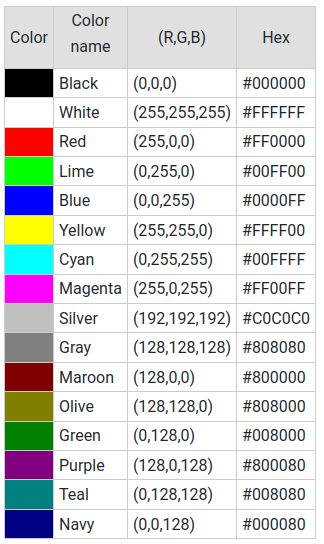 Color Color name (R,G,B) Hex
Black (0,0,0) #000000
White (255,255,255) #FFFFFF
Red (255,0,0) #FF0000
Lime (0,255,0) #00FF00
Blue (0,0,255) #0000FF
Yellow (255,255,0) #FFFF00
Cyan (0,255,255) #00FFFF
Magenta (255,0,255) #FF00FF
Silver (192,192,192) #C0C0C0
Gray (128,128,128) #808080
Maroon (128,0,0) #800000
Olive (128,128,0) #808000
Green (0,128,0) #008000
Purple (128,0,128) #800080
Teal (0,128,128) #008080
Navy (0,0,128) #000080